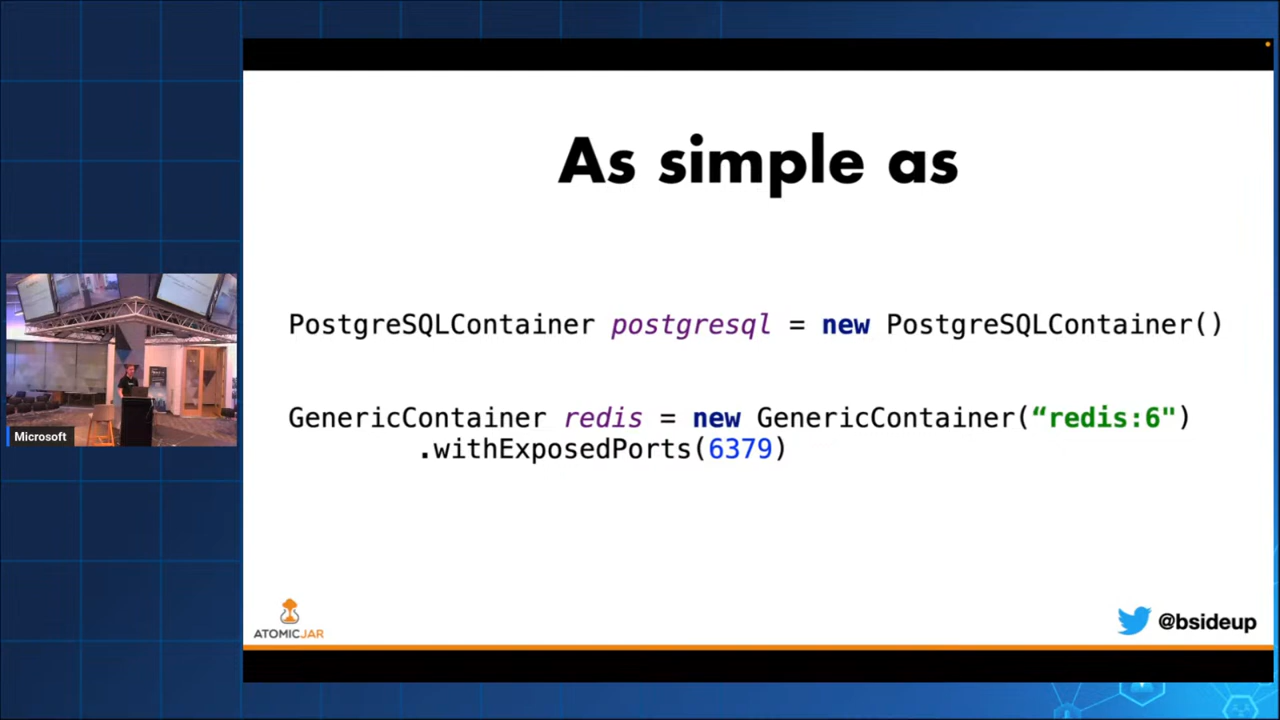 As simple as
PostgreSQLContainer postgresql = new PostgreSQLContainer()
GenericContainer redis = new GenericContainer(“redis:6")
.withExposedPorts(6379)
Microsoft
ATOMICJAR
@bsideup